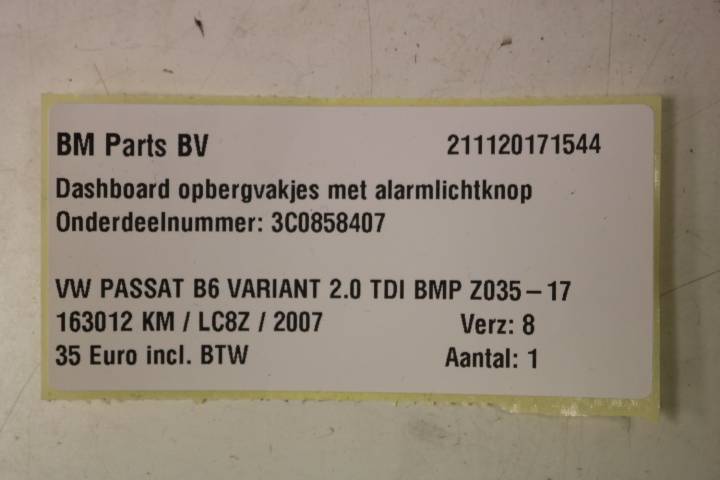 BM Parts BV 211120171544
Dashboard opbergvakjes met alarmlichtknop
Onderdeelnummer: 3C0858407
VW PASSAT B6 VARIANT 2.0 TDI BMP Z035-17
163012 KM / LC8Z / 2007 Verz: 8
35 Euro incl. BTW Aantal: 1